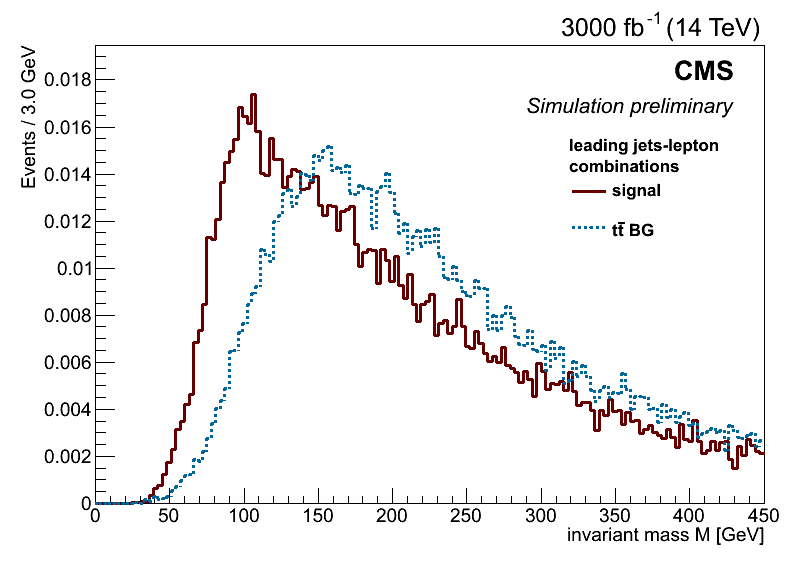 3000 fb⁻¹ (14 TeV)
CMS
Simulation preliminary
leading jets-lepton
combinations
signal
tt̄ BG
Events / 3.0 GeV
0.018
0.016
0.014
0.012
0.01
0.008
0.006
0.004
0.002
0
0 50 100 150 200 250 300 350 400 450
invariant mass M [GeV]